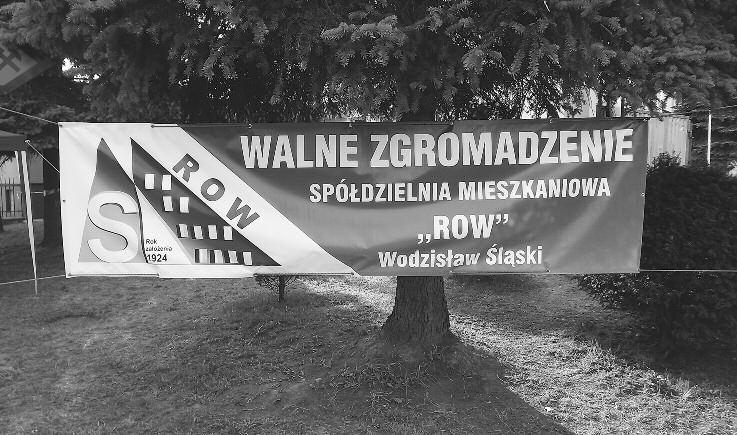 S
ROW
Rok
założenia
1924
WALNE ZGROMADZENIE
SPÓŁDZIELNIA MIESZKANIOWA
„ROW”
Wodzisław Śląski